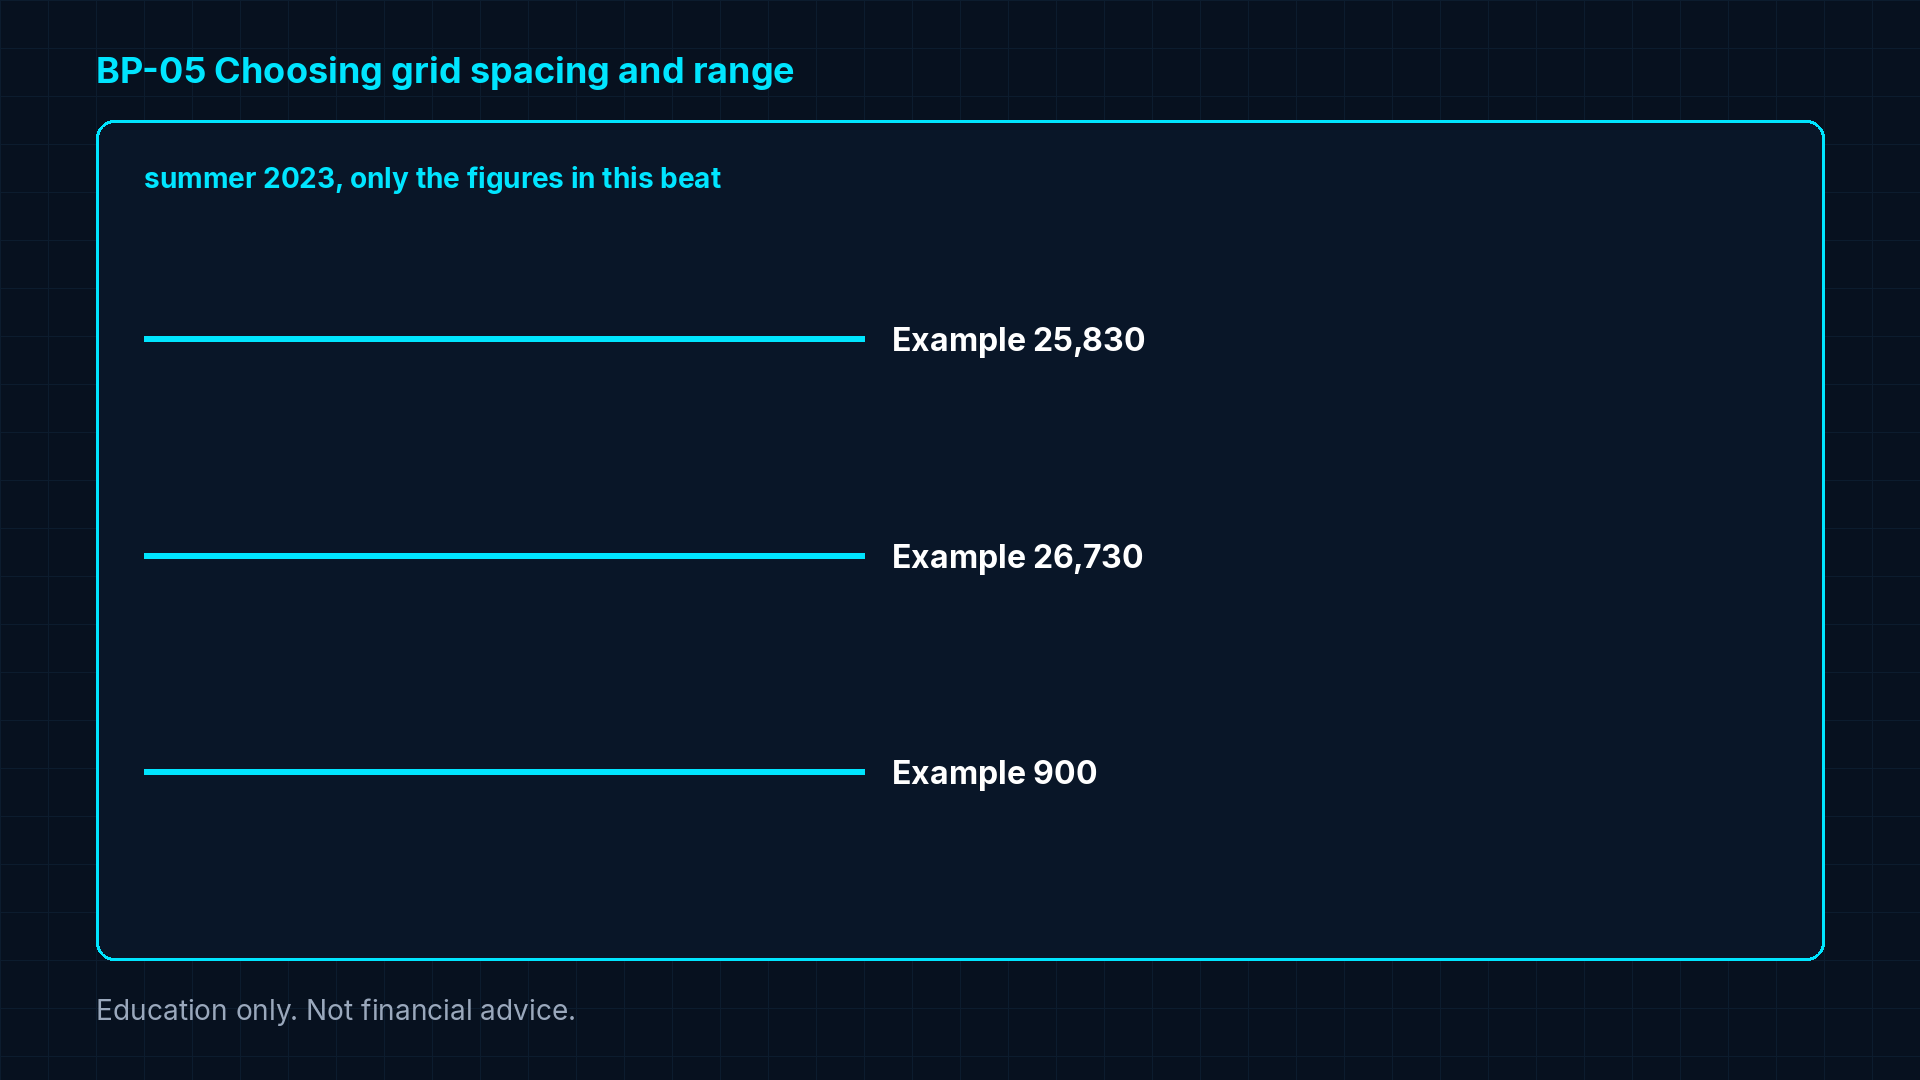 BP-05 Choosing grid spacing and range
summer 2023, only the figures in this beat
Example 25,830
Example 26,730
Example 900
Education only. Not financial advice.